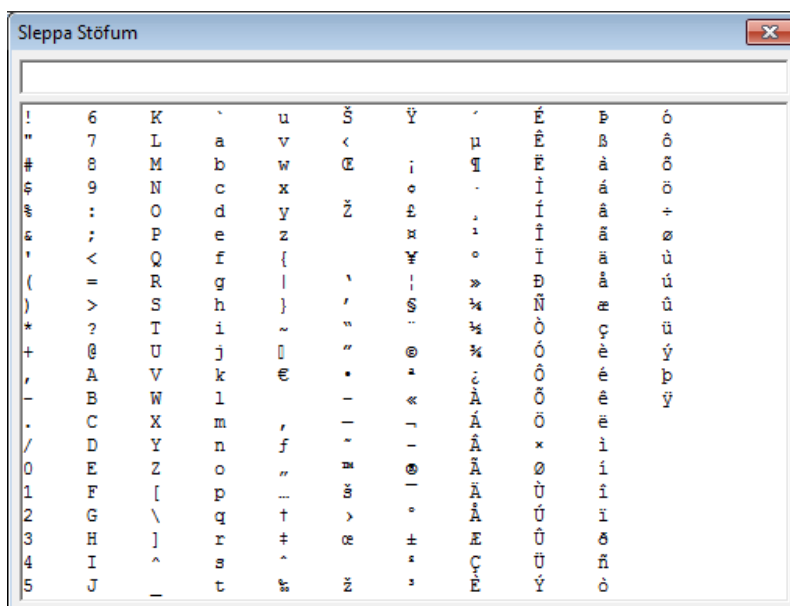 Sleppa Stöfum
! 6 K ` u Š Ÿ ´ É Þ ó
" 7 L a v ‹ µ Ê ß ô
# 8 M b w Œ ¡ ¶ Ë à õ
$ 9 N c x ¢ · Ì á ö
% : O d y Ž £ ¸ Í â ÷
& ; P e z ¤ ¹ Î ã ø
' < Q f { ¥ º Ï ä ù
( = R g | ‘ ¦ » Ð å ú
) > S h } ’ § ¼ Ñ æ û
* ? T i ~ “ ¨ ½ Ò ç ü
+ @ U j ▯ ” © ¾ Ó è ý
, A V k € • ª ¿ Ô é þ
- B W l – « À Õ ê ÿ
. C X m ‚ — ¬ Á Ö ë
/ D Y n ƒ ˜ - Â × ì
0 E Z o „ ™ ® Ã Ø í
1 F [ p … š ¯ Ä Ù î
2 G \ q † › ° Å Ú ï
3 H ] r ‡ œ ± Æ Û ð
4 I ^ s ˆ ² Ç Ü ñ
5 J _ t ‰ ž ³ È Ý ò